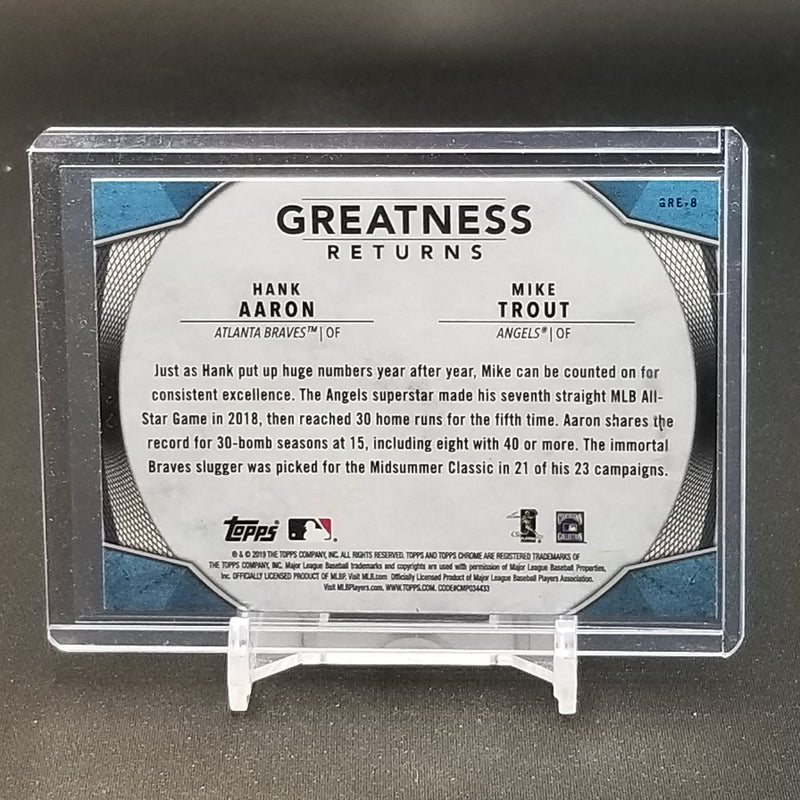 GRE-8
GREATNESS
RETURNS
HANK
AARON
ATLANTA BRAVES™ | OF
MIKE
TROUT
ANGELS® | OF
Just as Hank put up huge numbers year after year, Mike can be counted on for
consistent excellence. The Angels superstar made his seventh straight MLB All-
Star Game in 2018, then reached 30 home runs for the fifth time. Aaron shares the
record for 30-bomb seasons at 15, including eight with 40 or more. The immortal
Braves slugger was picked for the Midsummer Classic in 21 of his 23 campaigns.
Topps
® & © 2019 THE TOPPS COMPANY, INC. ALL RIGHTS RESERVED. TOPPS AND TOPPS CHROME ARE REGISTERED TRADEMARKS OF
THE TOPPS COMPANY, INC. Major League Baseball trademarks and copyrights are used with permission of Major League Baseball Properties,
Inc. OFFICIALLY LICENSED PRODUCT OF MLBP. Visit MLB.com Officially Licensed Product of Major League Baseball Players Association.
Visit MLBPlayers.com. WWW.TOPPS.COM. CODE#CMP034433